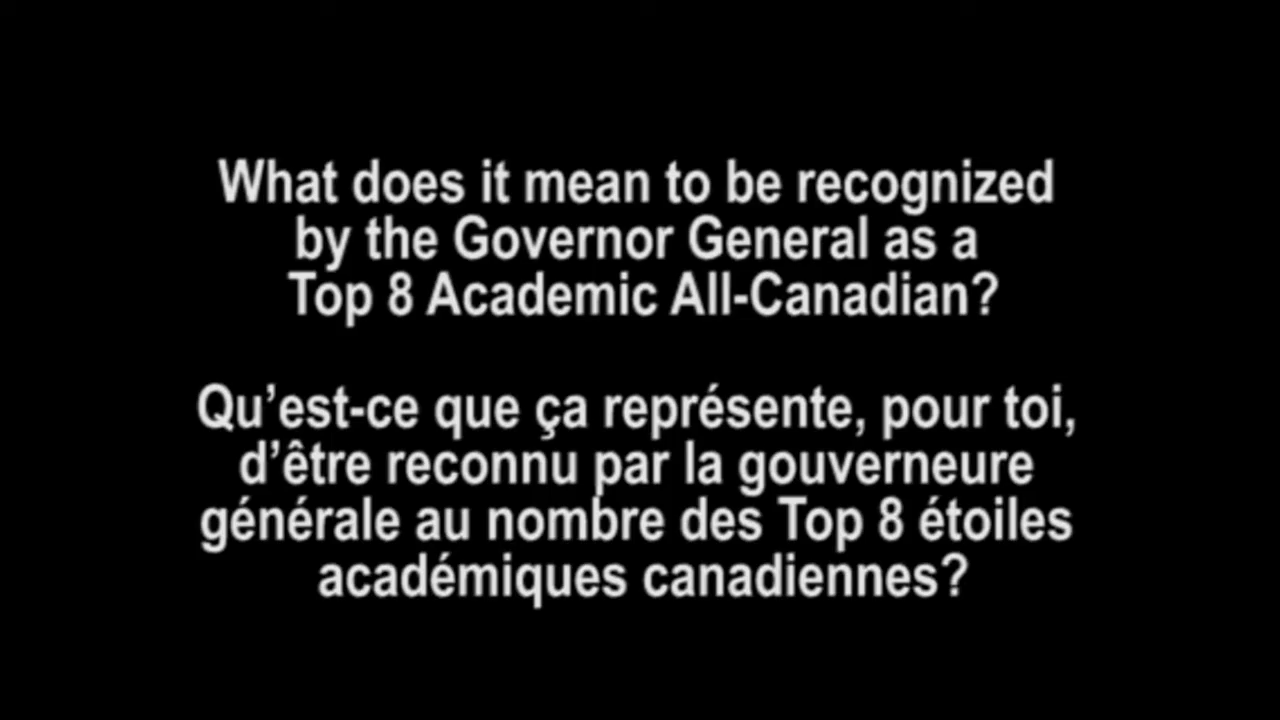 What does it mean to be recognized
by the Governor General as a
Top 8 Academic All-Canadian?
Qu’est-ce que ça représente, pour toi,
d’être reconnu par la gouverneure
générale au nombre des Top 8 étoiles
académiques canadiennes?